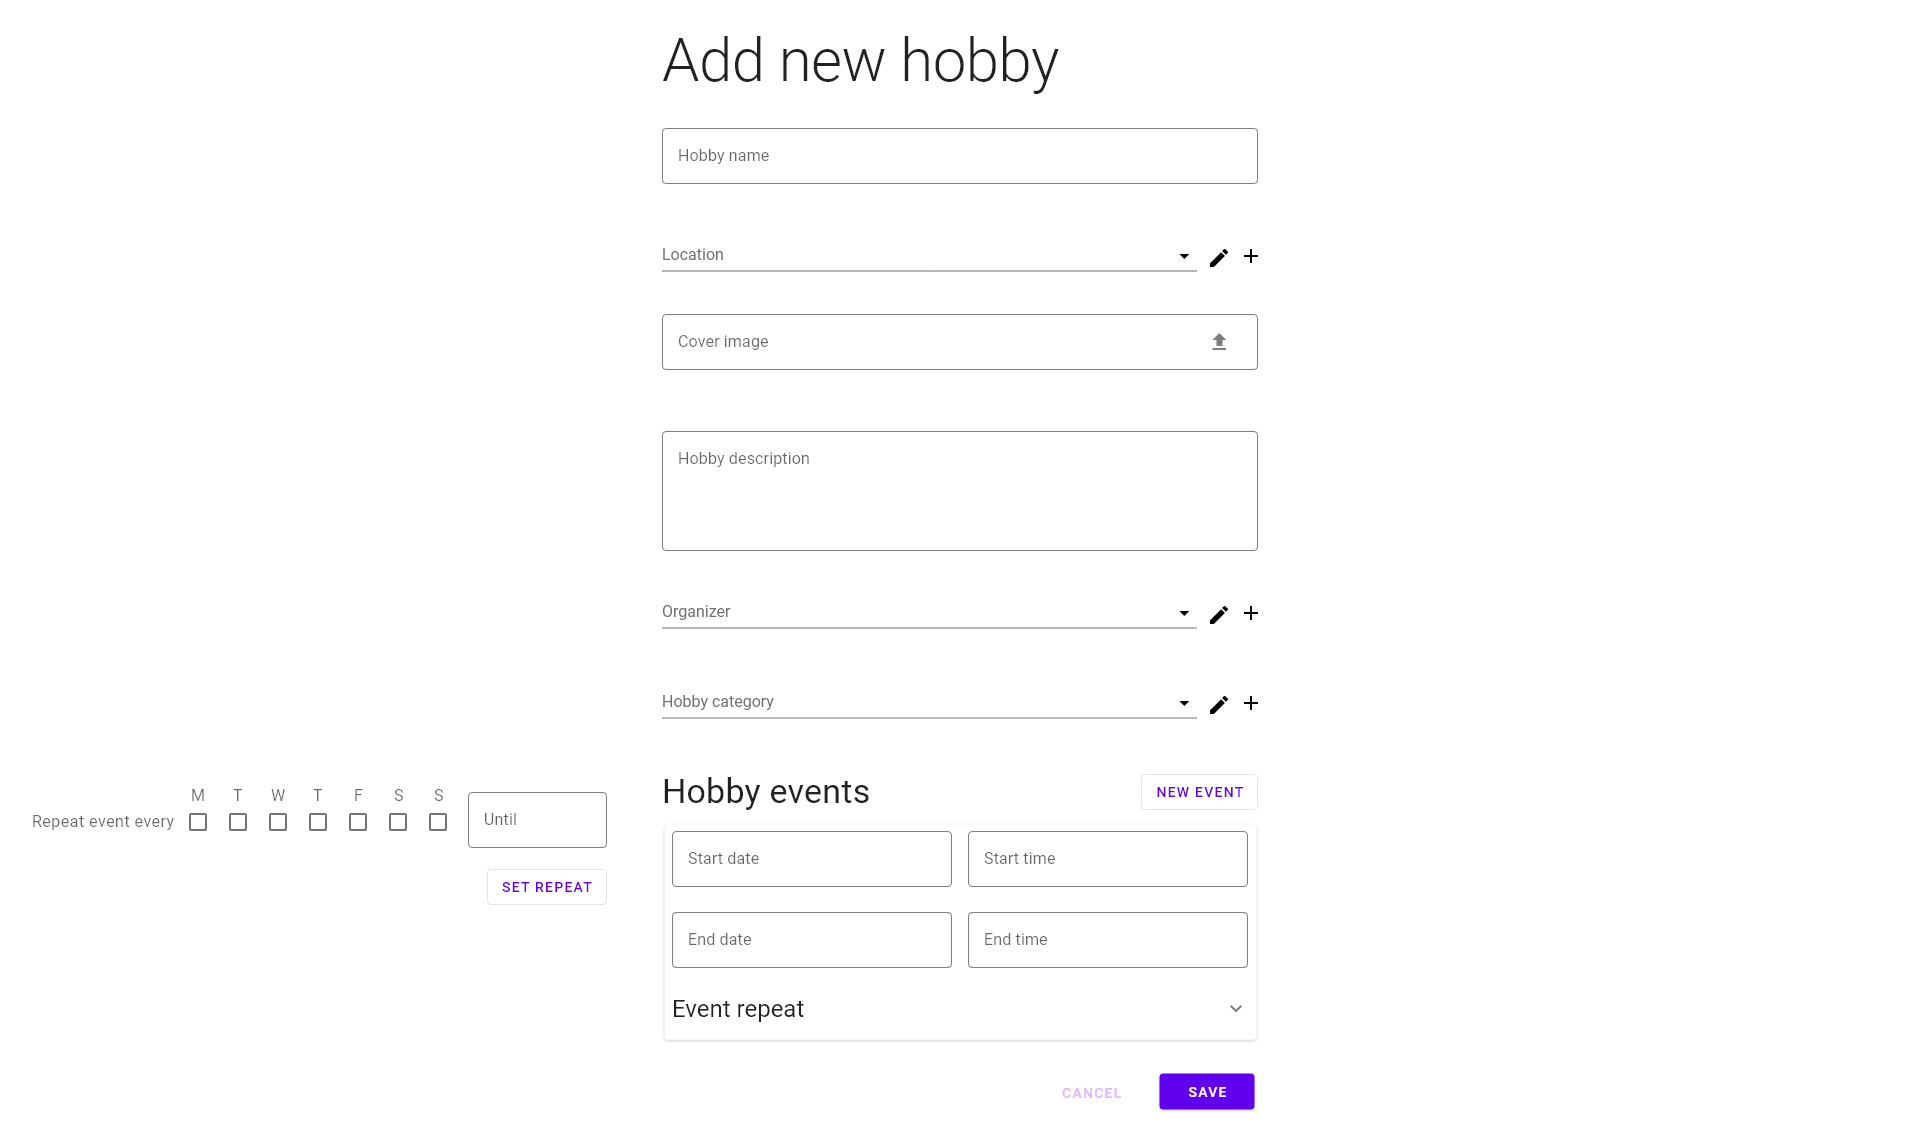 Add new hobby
Hobby name
Location
Cover image
Hobby description
Organizer
Hobby category
M T W T F S S
Repeat event every
Until
SET REPEAT
Hobby events
NEW EVENT
Start date
Start time
End date
End time
Event repeat
CANCEL
SAVE